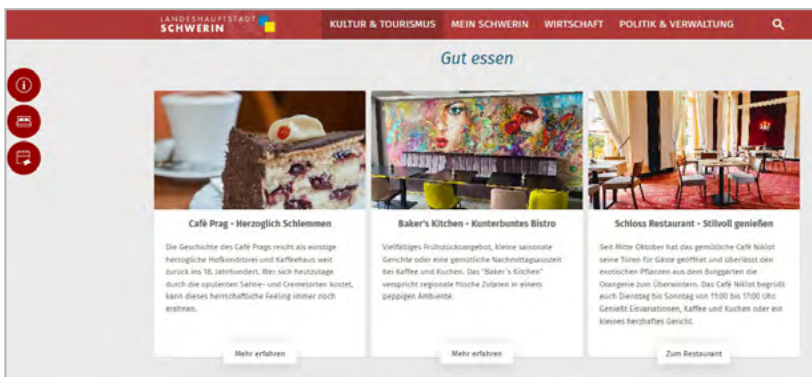 LANDESHAUPTSTADT
SCHWERIN
KULTUR & TOURISMUS MEIN SCHWERIN WIRTSCHAFT POLITIK & VERWALTUNG
Gut essen
Café Prag - Herzoglich Schlemmen
Die Geschichte des Café Prags reicht als einstige
herzogliche Hofkonditorei und Kaffeehaus weit
zurück ins 18. Jahrhundert. Wer sich heutzutage
durch die opulenten Sahne- und Cremetorten kostet,
kann dieses herrschaftliche Feeling immer noch
erahnen.
Mehr erfahren
Baker's Kitchen - Kunterbuntes Bistro
Vielfältiges Frühstücksangebot, kleine saisonale
Gerichte oder eine gemütliche Nachmittagsauszeit
bei Kaffee und Kuchen. Das "Baker`s Kitchen"
verspricht regionale frische Zutaten in einem
peppigen Ambiente.
Mehr erfahren
Schloss Restaurant - Stilvoll genießen
Seit Mitte Oktober hat das gemütliche Café Niklot
seine Türen für Gäste geöffnet und überlässt den
exotischen Pflanzen aus dem Burggarten die
Orangerie zum Überwintern. Das Café Niklot begrüßt
euch Dienstag bis Sonntag von 11:00 bis 17:00 Uhr.
Genießt Eisvariationen, Kaffee und Kuchen oder ein
kleines herzhaftes Gericht.
Zum Restaurant